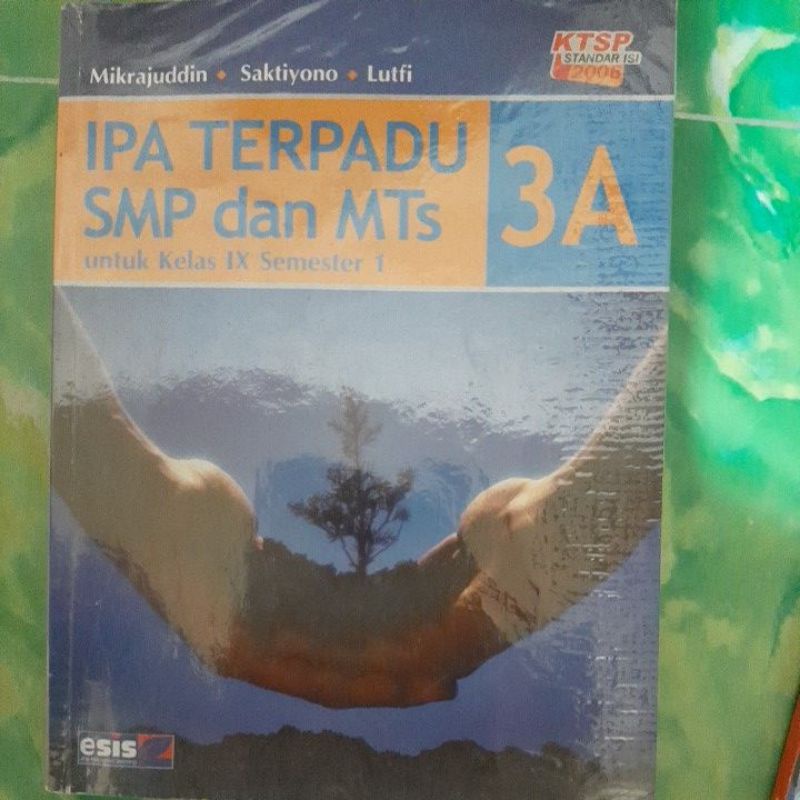 Mikrajuddin • Saktiyono • Lutfi
KTSP
STANDAR ISI
2006
IPA TERPADU
SMP dan MTs
3A
untuk Kelas IX Semester 1
esis